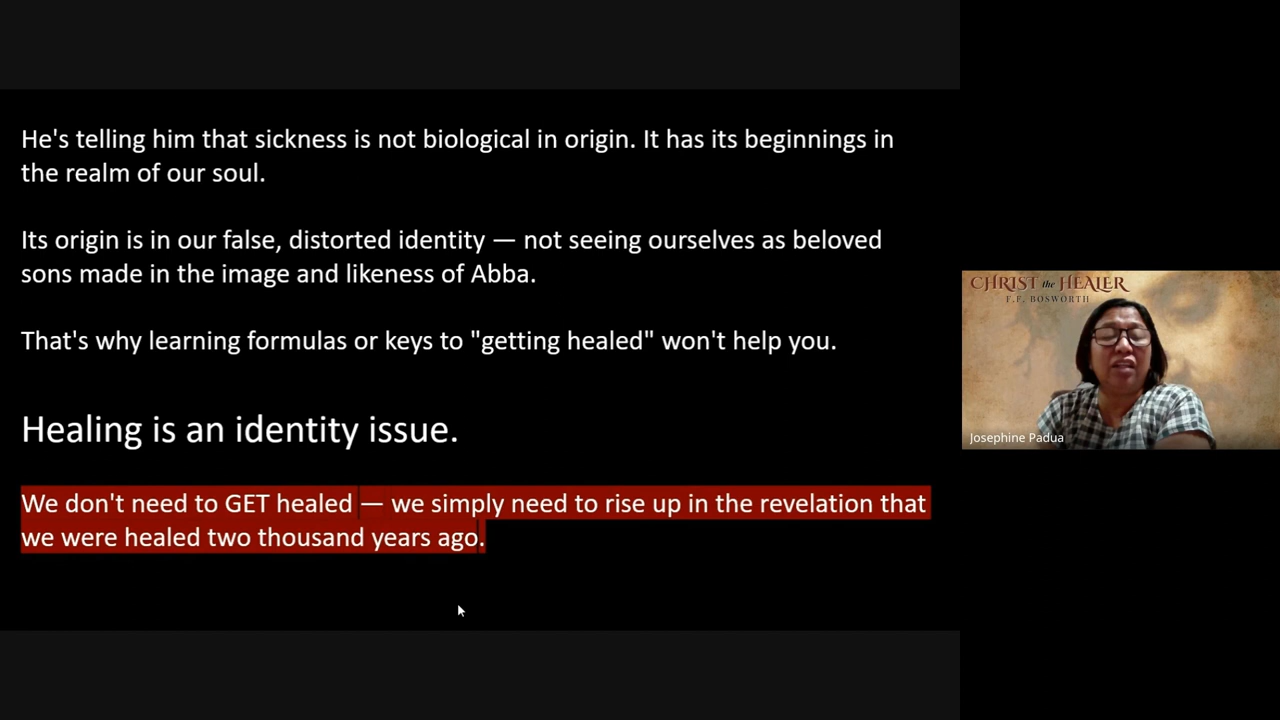 He's telling him that sickness is not biological in origin. It has its beginnings in
the realm of our soul.
Its origin is in our false, distorted identity — not seeing ourselves as beloved
sons made in the image and likeness of Abba.
That's why learning formulas or keys to "getting healed" won't help you.
Healing is an identity issue.
We don't need to GET healed — we simply need to rise up in the revelation that
we were healed two thousand years ago.
CHRIST the HEALER
F.F. BOSWORTH
Josephine Padua